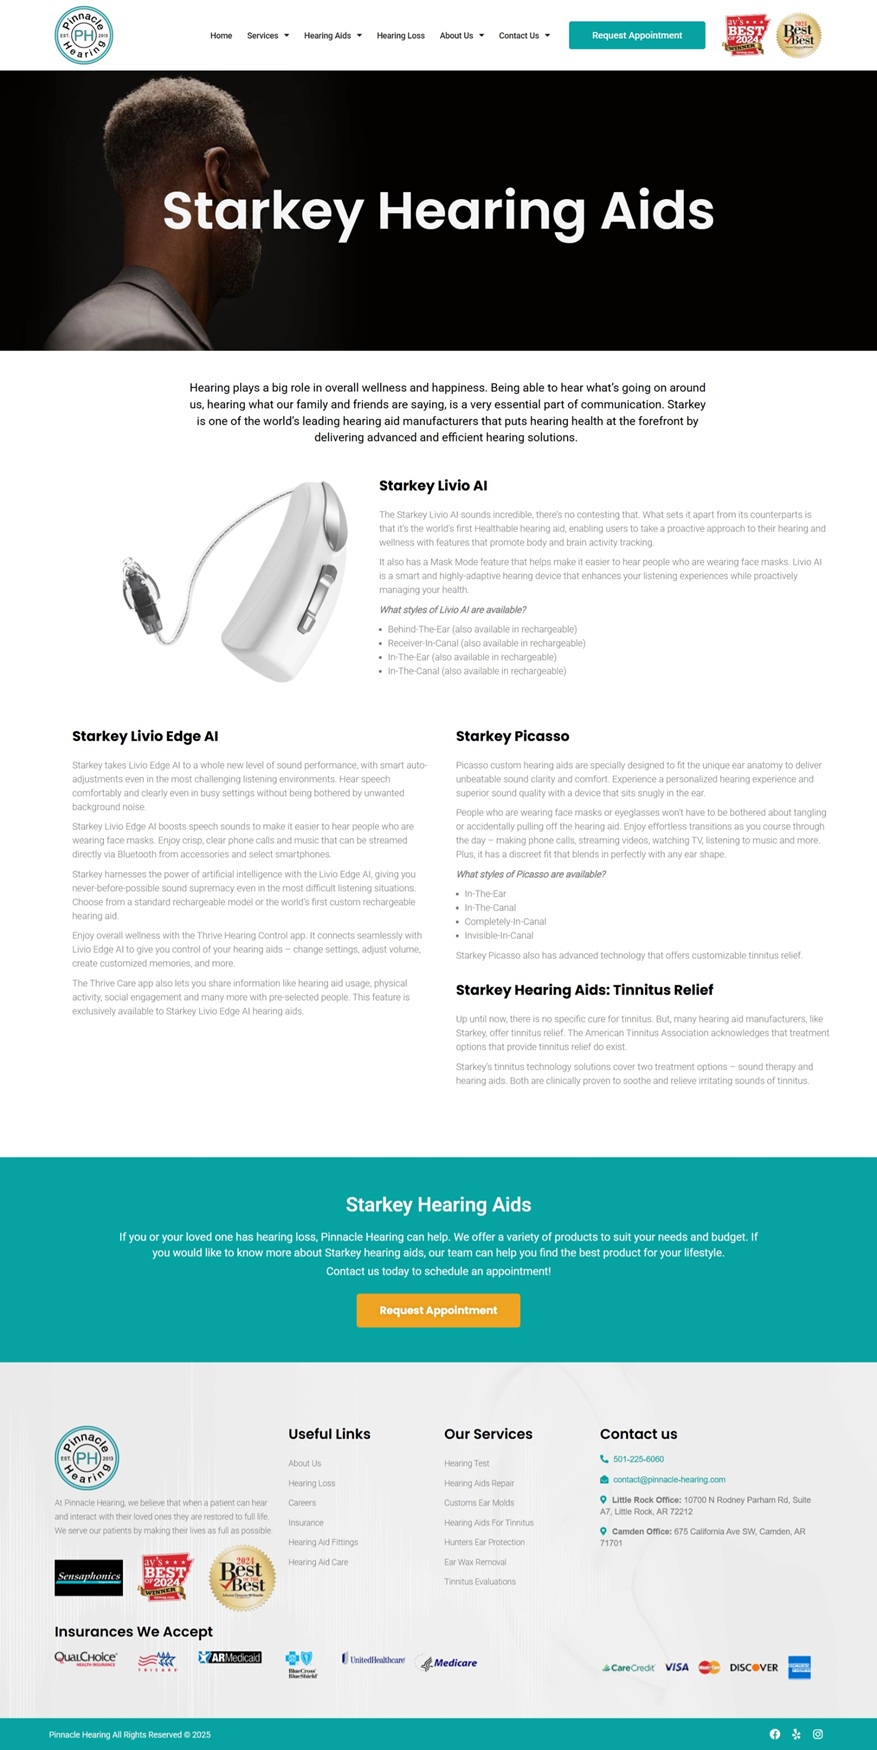 Pinnacle
EST. PH 2013
Hearing
Home Services Hearing Aids Hearing Loss About Us Contact Us Request Appointment
BEST
OF 2024
WINNER
2024
Best
OF THE
Best
Starkey Hearing Aids
Hearing plays a big role in overall wellness and happiness. Being able to hear what's going on around
us, hearing what our family and friends are saying, is a very essential part of communication. Starkey
is one of the world's leading hearing aid manufacturers that puts hearing health at the forefront by
delivering advanced and efficient hearing solutions.
Starkey Livio AI
The Starkey Livio AI sounds incredible, there's no contesting that. What sets it apart from its counterparts is
that it's the world's first Healthable hearing aid, enabling users to take a proactive approach to their hearing and
wellness with features that promote body and brain activity tracking.
It also has a Mask Mode feature that helps make it easier to hear people who are wearing face masks. Livio AI
is a smart and highly-adaptive hearing device that enhances your listening experiences while proactively
managing your health.
What styles of Livio AI are available?
• Behind-The-Ear (also available in rechargeable)
• Receiver-In-Canal (also available in rechargeable)
• In-The-Ear (also available in rechargeable)
• In-The-Canal (also available in rechargeable)
Starkey Livio Edge AI
Starkey takes Livio Edge AI to a whole new level of sound performance, with smart auto-
adjustments even in the most challenging listening environments. Hear speech
comfortably and clearly even in busy settings without being bothered by unwanted
background noise.
Starkey Livio Edge AI boosts speech sounds to make it easier to hear people who are
wearing face masks. Enjoy crisp, clear phone calls and music that can be streamed
directly via Bluetooth from accessories and select smartphones.
Starkey harnesses the power of artificial intelligence with the Livio Edge AI, giving you
never-before-possible sound supremacy even in the most difficult listening situations.
Choose from a standard rechargeable model or the world's first custom rechargeable
hearing aid.
Enjoy overall wellness with the Thrive Hearing Control app. It connects seamlessly with
Livio Edge AI to give you control of your hearing aids – change settings, adjust volume,
create customized memories, and more.
The Thrive Care app also lets you share information like hearing aid usage, physical
activity, social engagement and many more with pre-selected people. This feature is
exclusively available to Starkey Livio Edge AI hearing aids.
Starkey Picasso
Picasso custom hearing aids are specially designed to fit the unique ear anatomy to deliver
unbeatable sound clarity and comfort. Experience a personalized hearing experience and
superior sound quality with a device that sits snugly in the ear.
People who are wearing face masks or eyeglasses won't have to be bothered about tangling
or accidentally pulling off the hearing aid. Enjoy effortless transitions as you course through
the day – making phone calls, streaming videos, watching TV, listening to music and more.
Plus, it has a discreet fit that blends in perfectly with any ear shape.
What styles of Picasso are available?
• In-The-Ear
• In-The-Canal
• Completely-In-Canal
• Invisible-In-Canal
Starkey Picasso also has advanced technology that offers customizable tinnitus relief.
Starkey Hearing Aids: Tinnitus Relief
Up until now, there is no specific cure for tinnitus. But, many hearing aid manufacturers, like
Starkey, offer tinnitus relief. The American Tinnitus Association acknowledges that treatment
options that provide tinnitus relief do exist.
Starkey's tinnitus technology solutions cover two treatment options – sound therapy and
hearing aids. Both are clinically proven to soothe and relieve irritating sounds of tinnitus.
Starkey Hearing Aids
If you or your loved one has hearing loss, Pinnacle Hearing can help. We offer a variety of products to suit your needs and budget. If
you would like to know more about Starkey hearing aids, our team can help you find the best product for your lifestyle.
Contact us today to schedule an appointment!
Request Appointment
Pinnacle
EST. PH 2013
Hearing
At Pinnacle Hearing, we believe that when a patient can hear
and interact with their loved ones they are restored to full life.
We serve our patients by making their lives as full as possible.
Sensaphonics
BEST
OF 2024
WINNER
2024
Best
OF THE
Best
Useful Links
About Us
Hearing Loss
Careers
Insurance
Hearing Aid Fittings
Hearing Aid Care
Our Services
Hearing Test
Hearing Aids Repair
Customs Ear Molds
Hearing Aids For Tinnitus
Hunters Ear Protection
Ear Wax Removal
Tinnitus Evaluations
Contact us
501-225-6060
contact@pinnacle-hearing.com
Little Rock Office: 10700 N Rodney Parham Rd, Suite
A7, Little Rock, AR 72212
Camden Office: 675 California Ave SW, Camden, AR
71701
Insurances We Accept
QUALCHOICE
HEALTH INSURANCE
TRICARE
ARMedicaid
BlueCross
BlueShield
UnitedHealthcare
Medicare
CareCredit VISA MasterCard DISCOVER
Pinnacle Hearing All Rights Reserved © 2025